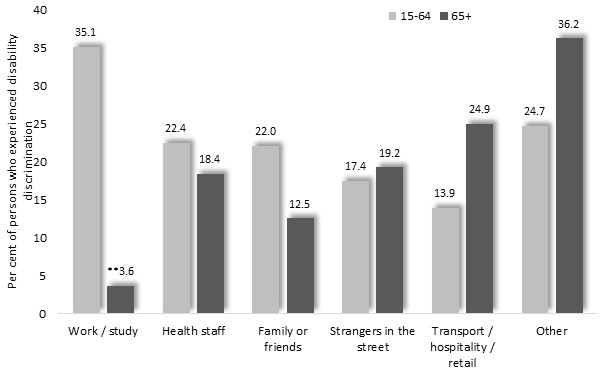 Per cent of persons who experienced disability
discrimination
40
35
30
25
20
15
10
5
0
15-64 65+
35.1
**3.6
22.4
18.4
22.0
12.5
17.4
19.2
13.9
24.9
24.7
36.2
Work / study
Health staff
Family or
friends
Strangers in the
street
Transport /
hospitality /
retail
Other